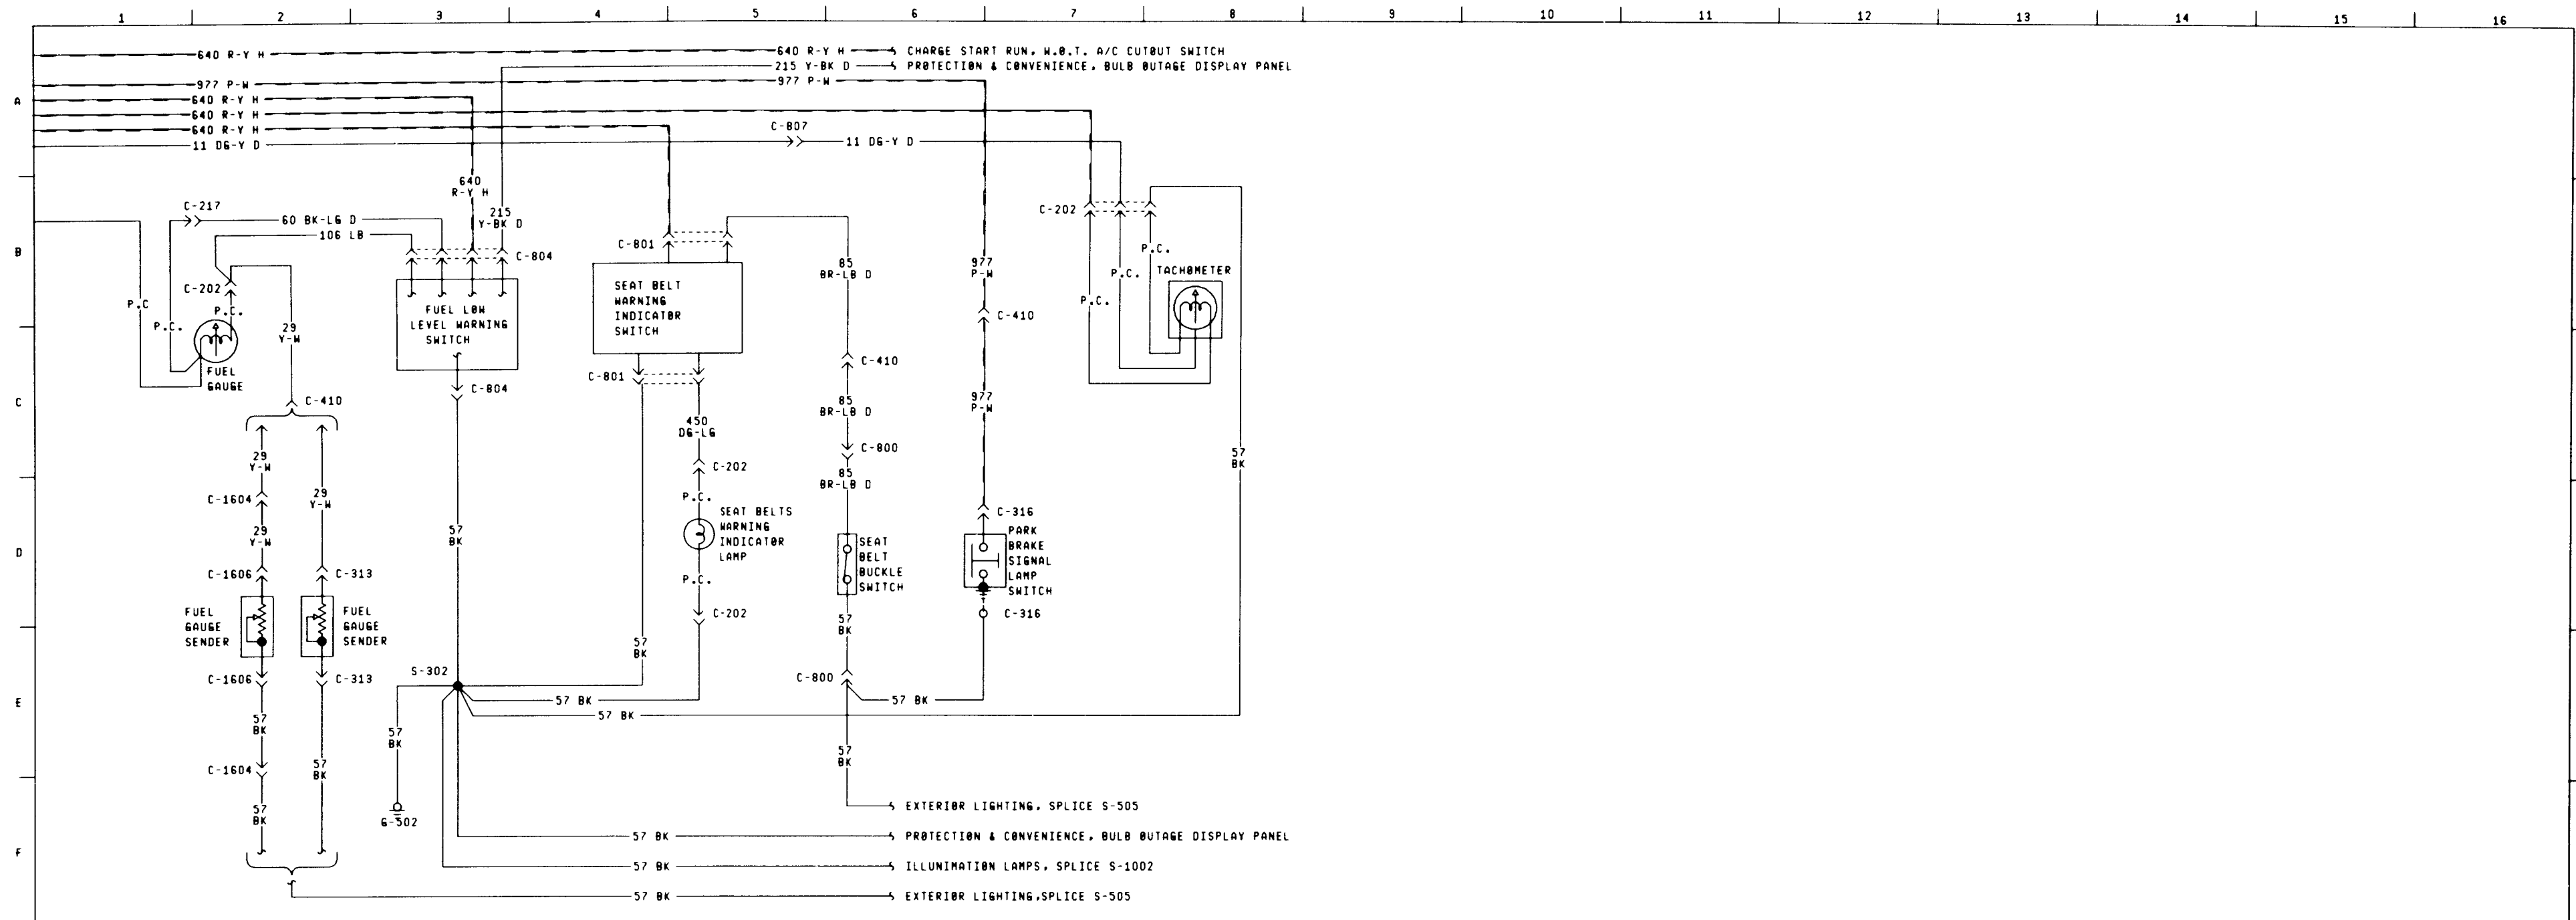 1 2 3 4 5 6 7 8 9 10 11 12 13 14 15 16
640 R-Y H
640 R-Y H
CHARGE START RUN, W.O.T. A/C CUTOUT SWITCH
215 Y-BK D
PROTECTION & CONVENIENCE, BULB OUTAGE DISPLAY PANEL
977 P-W
977 P-W
A
640 R-Y H
640 R-Y H
640 R-Y H
C-807
11 DG-Y D
11 DG-Y D
640
R-Y H
C-217
60 BK-LG D
215
Y-BK D
C-202
106 LB
C-801
B
C-804
P.C.
85
BR-LB D
977
P-W
P.C.
TACHOMETER
C-202
P.C
P.C.
P.C.
P.C.
29
Y-W
FUEL LOW
LEVEL WARNING
SWITCH
SEAT BELT
WARNING
INDICATOR
SWITCH
C-410
FUEL
GAUGE
C-410
C-801
C-804
C
C-410
85
BR-LB D
977
P-W
450
DG-LG
C-800
29
Y-W
57
BK
C-202
85
BR-LB D
C-1604
29
Y-W
P.C.
C-316
29
Y-W
57
BK
SEAT BELTS
WARNING
INDICATOR
LAMP
D
SEAT
BELT
BUCKLE
SWITCH
PARK
BRAKE
SIGNAL
LAMP
SWITCH
C-1606
C-313
P.C.
FUEL
GAUGE
SENDER
FUEL
GAUGE
SENDER
C-202
C-316
57
BK
57
BK
S-302
C-1606
C-313
C-800
E
57 BK
57 BK
57 BK
57
BK
57
BK
57
BK
C-1604
57
BK
57
BK
G-502
EXTERIOR LIGHTING, SPLICE S-505
57 BK
PROTECTION & CONVENIENCE, BULB OUTAGE DISPLAY PANEL
F
57 BK
ILLUNIMATION LAMPS, SPLICE S-1002
57 BK
EXTERIOR LIGHTING,SPLICE S-505